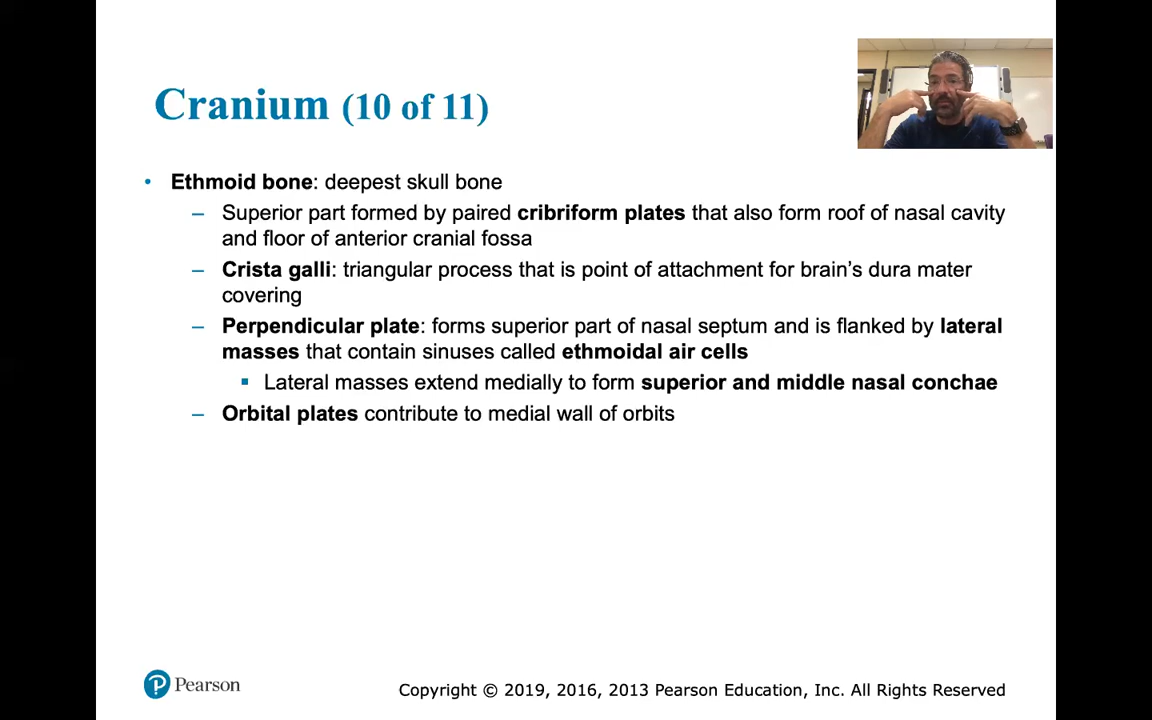 Cranium (10 of 11)
• Ethmoid bone: deepest skull bone
– Superior part formed by paired cribriform plates that also form roof of nasal cavity
and floor of anterior cranial fossa
– Crista galli: triangular process that is point of attachment for brain’s dura mater
covering
– Perpendicular plate: forms superior part of nasal septum and is flanked by lateral
masses that contain sinuses called ethmoidal air cells
▪ Lateral masses extend medially to form superior and middle nasal conchae
– Orbital plates contribute to medial wall of orbits
P Pearson
Copyright © 2019, 2016, 2013 Pearson Education, Inc. All Rights Reserved